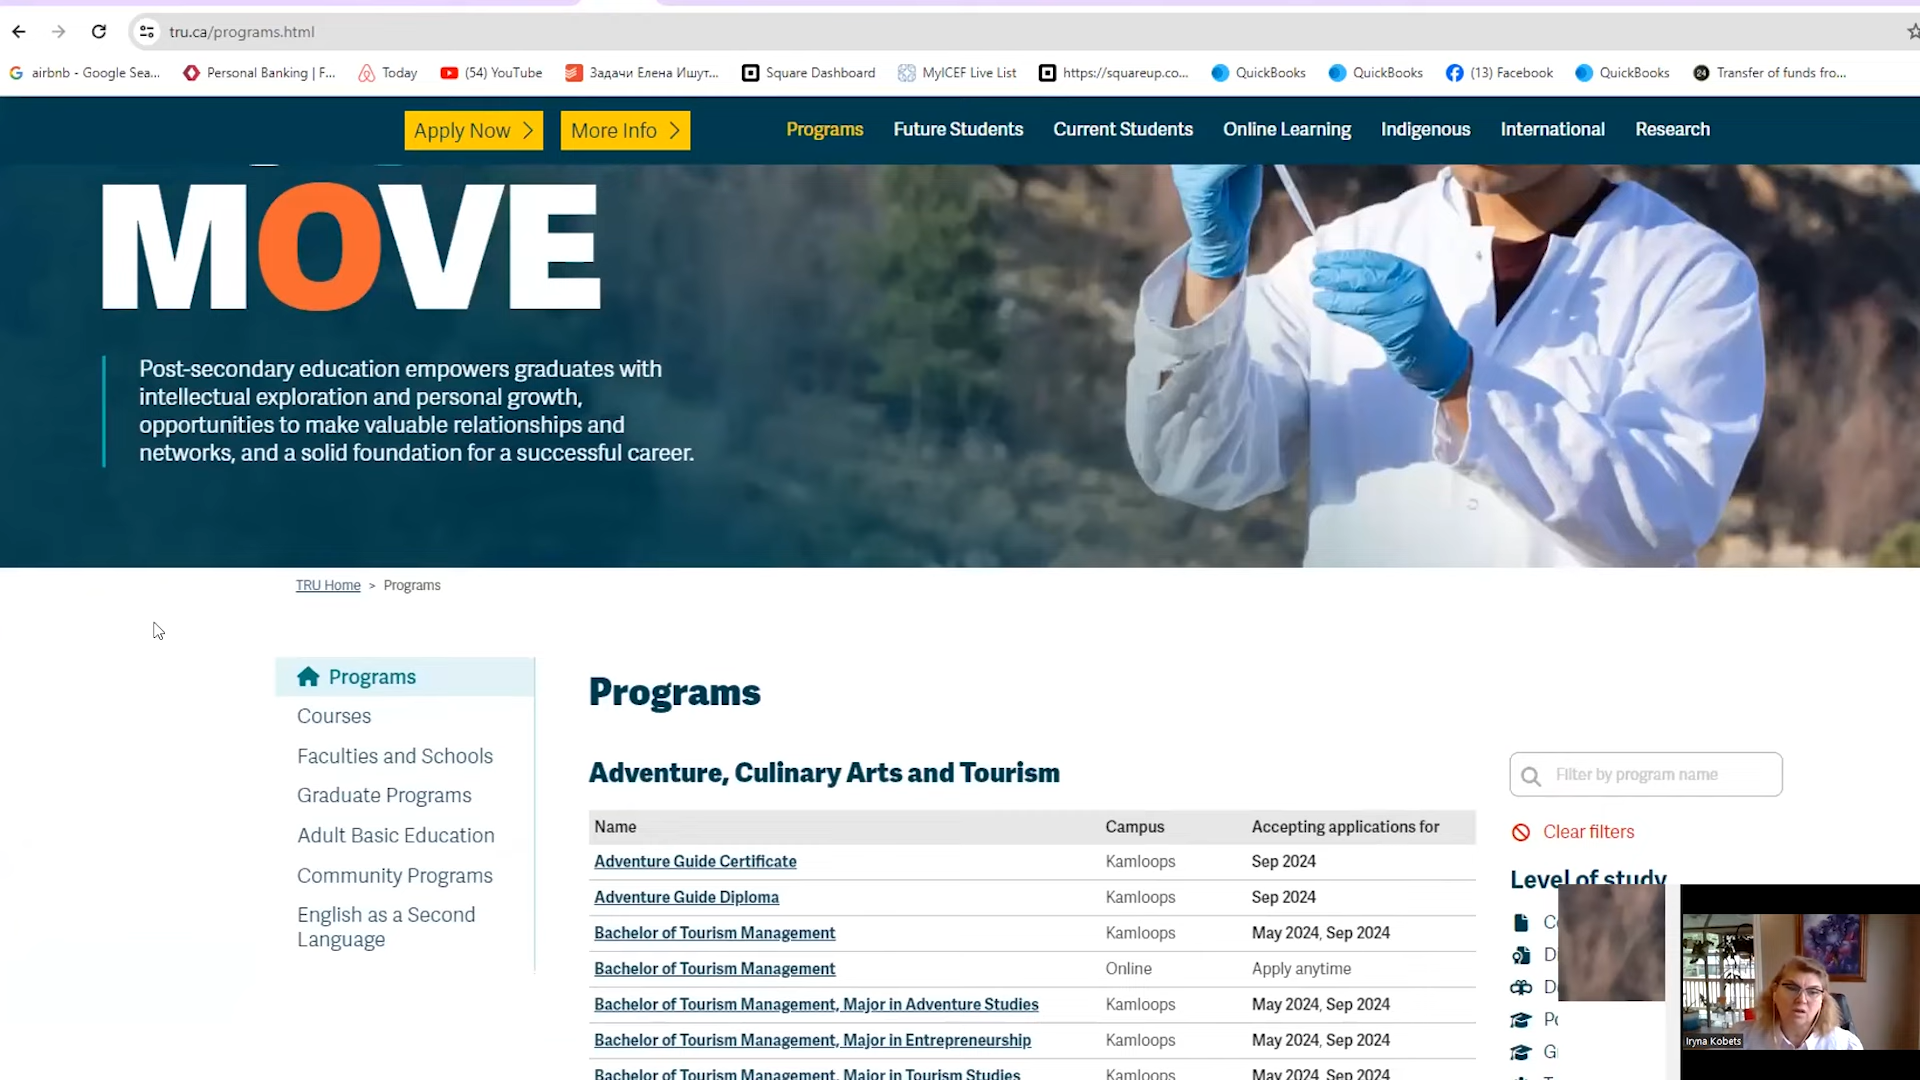 tru.ca/programs.html
airbnb - Google Sea...
Personal Banking | F...
Today
(54) YouTube
Задачи Елена Ишут...
Square Dashboard
MyICEF Live List
https://squareup.co...
QuickBooks
QuickBooks
(13) Facebook
QuickBooks
24
Transfer of funds fro...
Apply Now
More Info
Programs
Future Students
Current Students
Online Learning
Indigenous
International
Research
MOVE
Post-secondary education empowers graduates with
intellectual exploration and personal growth,
opportunities to make valuable relationships and
networks, and a solid foundation for a successful career.
TRU Home > Programs
Programs
Courses
Faculties and Schools
Graduate Programs
Adult Basic Education
Community Programs
English as a Second
Language
Programs
Adventure, Culinary Arts and Tourism
Name Campus Accepting applications for
Adventure Guide Certificate Kamloops Sep 2024
Adventure Guide Diploma Kamloops Sep 2024
Bachelor of Tourism Management Kamloops May 2024, Sep 2024
Bachelor of Tourism Management Online Apply anytime
Bachelor of Tourism Management, Major in Adventure Studies Kamloops May 2024, Sep 2024
Bachelor of Tourism Management, Major in Entrepreneurship Kamloops May 2024, Sep 2024
Bachelor of Tourism Management, Major in Tourism Studies Kamloops May 2024, Sep 2024
Filter by program name
Clear filters
Level of study
Iryna Kobets